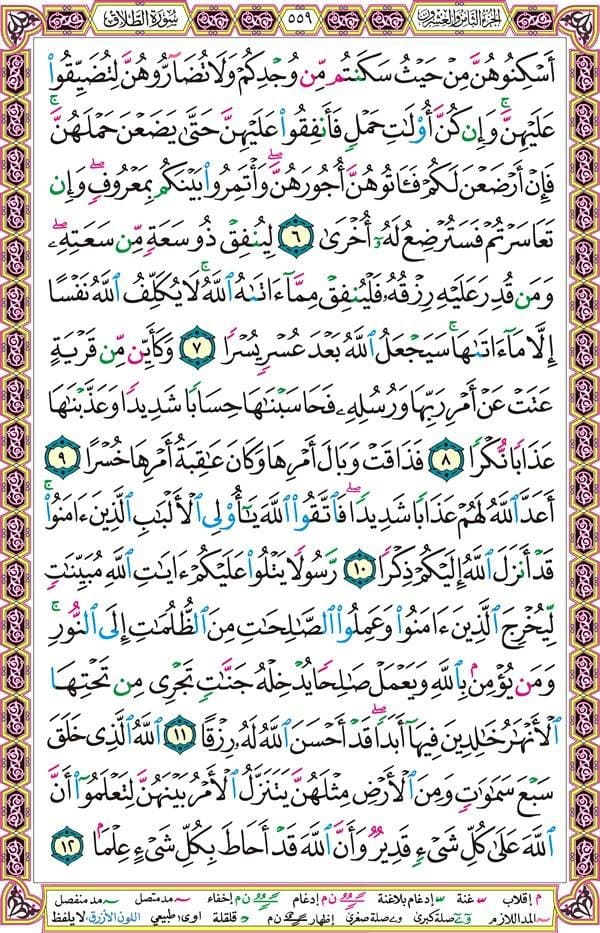 الجزء الثامن والعشرون
٥٥٩
سورة الطلاق
أَسْكِنُوهُنَّ مِنْ حَيْثُ سَكَنتُم مِّن وُجْدِكُمْ وَلَا تُضَآرُّوهُنَّ لِتُضَيِّقُوا۟
عَلَيْهِنَّ ۚ وَإِن كُنَّ أُو۟لَٰتِ حَمْلٍ فَأَنفِقُوا۟ عَلَيْهِنَّ حَتَّىٰ يَضَعْنَ حَمْلَهُنَّ ۚ
فَإِنْ أَرْضَعْنَ لَكُمْ فَـَٔاتُوهُنَّ أُجُورَهُنَّ ۖ وَأْتَمِرُوا۟ بَيْنَكُم بِمَعْرُوفٍ ۖ وَإِن
تَعَاسَرْتُمْ فَسَتُرْضِعُ لَهُۥٓ أُخْرَىٰ ٦ لِيُنفِقْ ذُو سَعَةٍ مِّن سَعَتِهِۦ ۖ
وَمَن قُدِرَ عَلَيْهِ رِزْقُهُۥ فَلْيُنفِقْ مِمَّآ ءَاتَىٰهُ ٱللَّهُ ۚ لَا يُكَلِّفُ ٱللَّهُ نَفْسًا
إِلَّا مَآ ءَاتَىٰهَا ۚ سَيَجْعَلُ ٱللَّهُ بَعْدَ عُسْرٍ يُسْرًا ٧ وَكَأَيِّن مِّن قَرْيَةٍ
عَتَتْ عَنْ أَمْرِ رَبِّهَا وَرُسُلِهِۦ فَحَاسَبْنَٰهَا حِسَابًا شَدِيدًا وَعَذَّبْنَٰهَا
عَذَابًا نُّكْرًا ٨ فَذَاقَتْ وَبَالَ أَمْرِهَا وَكَانَ عَٰقِبَةُ أَمْرِهَا خُسْرًا ٩
أَعَدَّ ٱللَّهُ لَهُمْ عَذَابًا شَدِيدًا ۖ فَٱتَّقُوا۟ ٱللَّهَ يَٰٓأُو۟لِى ٱلْأَلْبَٰبِ ٱلَّذِينَ ءَامَنُوا۟ ۚ
قَدْ أَنزَلَ ٱللَّهُ إِلَيْكُمْ ذِكْرًا ١٠ رَّسُولًا يَتْلُوا۟ عَلَيْكُمْ ءَايَٰتِ ٱللَّهِ مُبَيِّنَٰتٍ
لِّيُخْرِجَ ٱلَّذِينَ ءَامَنُوا۟ وَعَمِلُوا۟ ٱلصَّٰلِحَٰتِ مِنَ ٱلظُّلُمَٰتِ إِلَى ٱلنُّورِ ۚ
وَمَن يُؤْمِنۢ بِٱللَّهِ وَيَعْمَلْ صَٰلِحًا يُدْخِلْهُ جَنَّٰتٍ تَجْرِى مِن تَحْتِهَا
ٱلْأَنْهَٰرُ خَٰلِدِينَ فِيهَآ أَبَدًا ۖ قَدْ أَحْسَنَ ٱللَّهُ لَهُۥ رِزْقًا ١١ ٱللَّهُ ٱلَّذِى خَلَقَ
سَبْعَ سَمَٰوَٰتٍ وَمِنَ ٱلْأَرْضِ مِثْلَهُنَّ يَتَنَزَّلُ ٱلْأَمْرُ بَيْنَهُنَّ لِتَعْلَمُوٓا۟ أَنَّ
ٱللَّهَ عَلَىٰ كُلِّ شَىْءٍ قَدِيرٌ وَأَنَّ ٱللَّهَ قَدْ أَحَاطَ بِكُلِّ شَىْءٍ عِلْمًۢا ١٢
م إقلاب غنة إدغام بلاغنة ن م إدغام إخفاء مد متصل مد منفصل
المد اللازم صلة كبرى صلة صغرى إظهار ن م قلقلة اوى: طبيعي اللون الأزرق: لا يلفظ